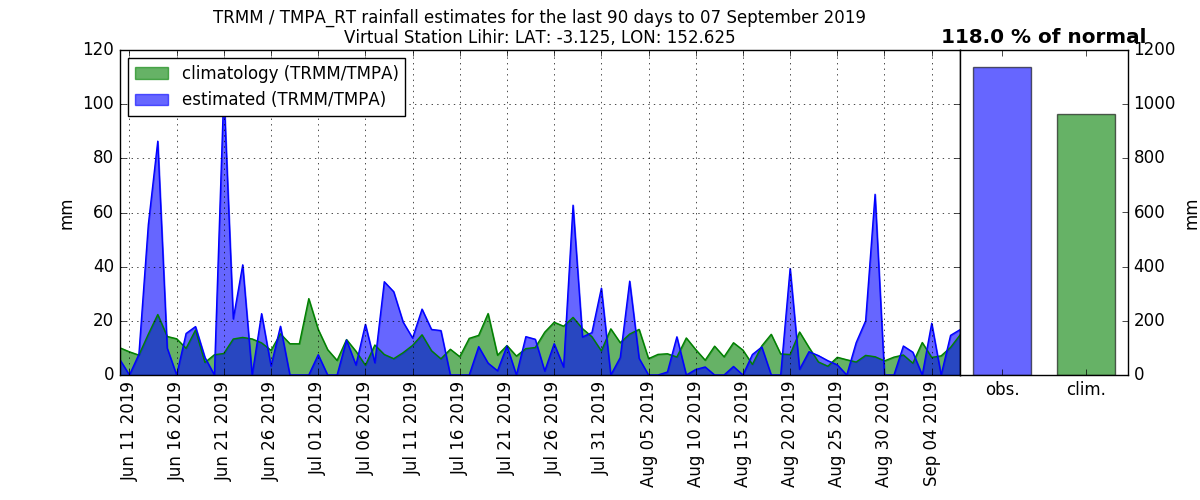 TRMM / TMPA_RT rainfall estimates for the last 90 days to 07 September 2019
Virtual Station Lihir: LAT: -3.125, LON: 152.625
118.0 % of normal
climatology (TRMM/TMPA)
estimated (TRMM/TMPA)
120
100
80
60
40
20
0
mm
Jun 11 2019
Jun 16 2019
Jun 21 2019
Jun 26 2019
Jul 01 2019
Jul 06 2019
Jul 11 2019
Jul 16 2019
Jul 21 2019
Jul 26 2019
Jul 31 2019
Aug 05 2019
Aug 10 2019
Aug 15 2019
Aug 20 2019
Aug 25 2019
Aug 30 2019
Sep 04 2019
obs.
clim.
1200
1000
800
600
400
200
0
mm